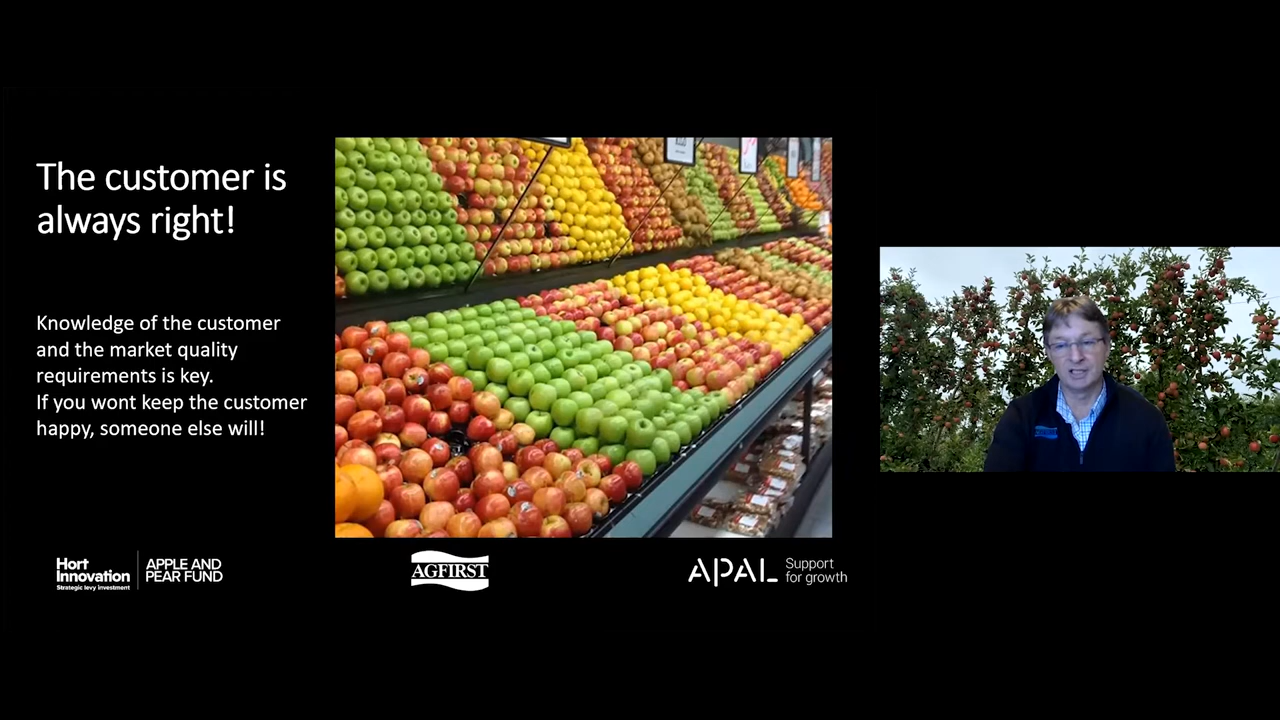 The customer is
always right!
Knowledge of the customer
and the market quality
requirements is key.
If you wont keep the customer
happy, someone else will!
Hort
Innovation
Strategic levy investment
APPLE AND
PEAR FUND
AGFIRST
APAL
Support
for growth